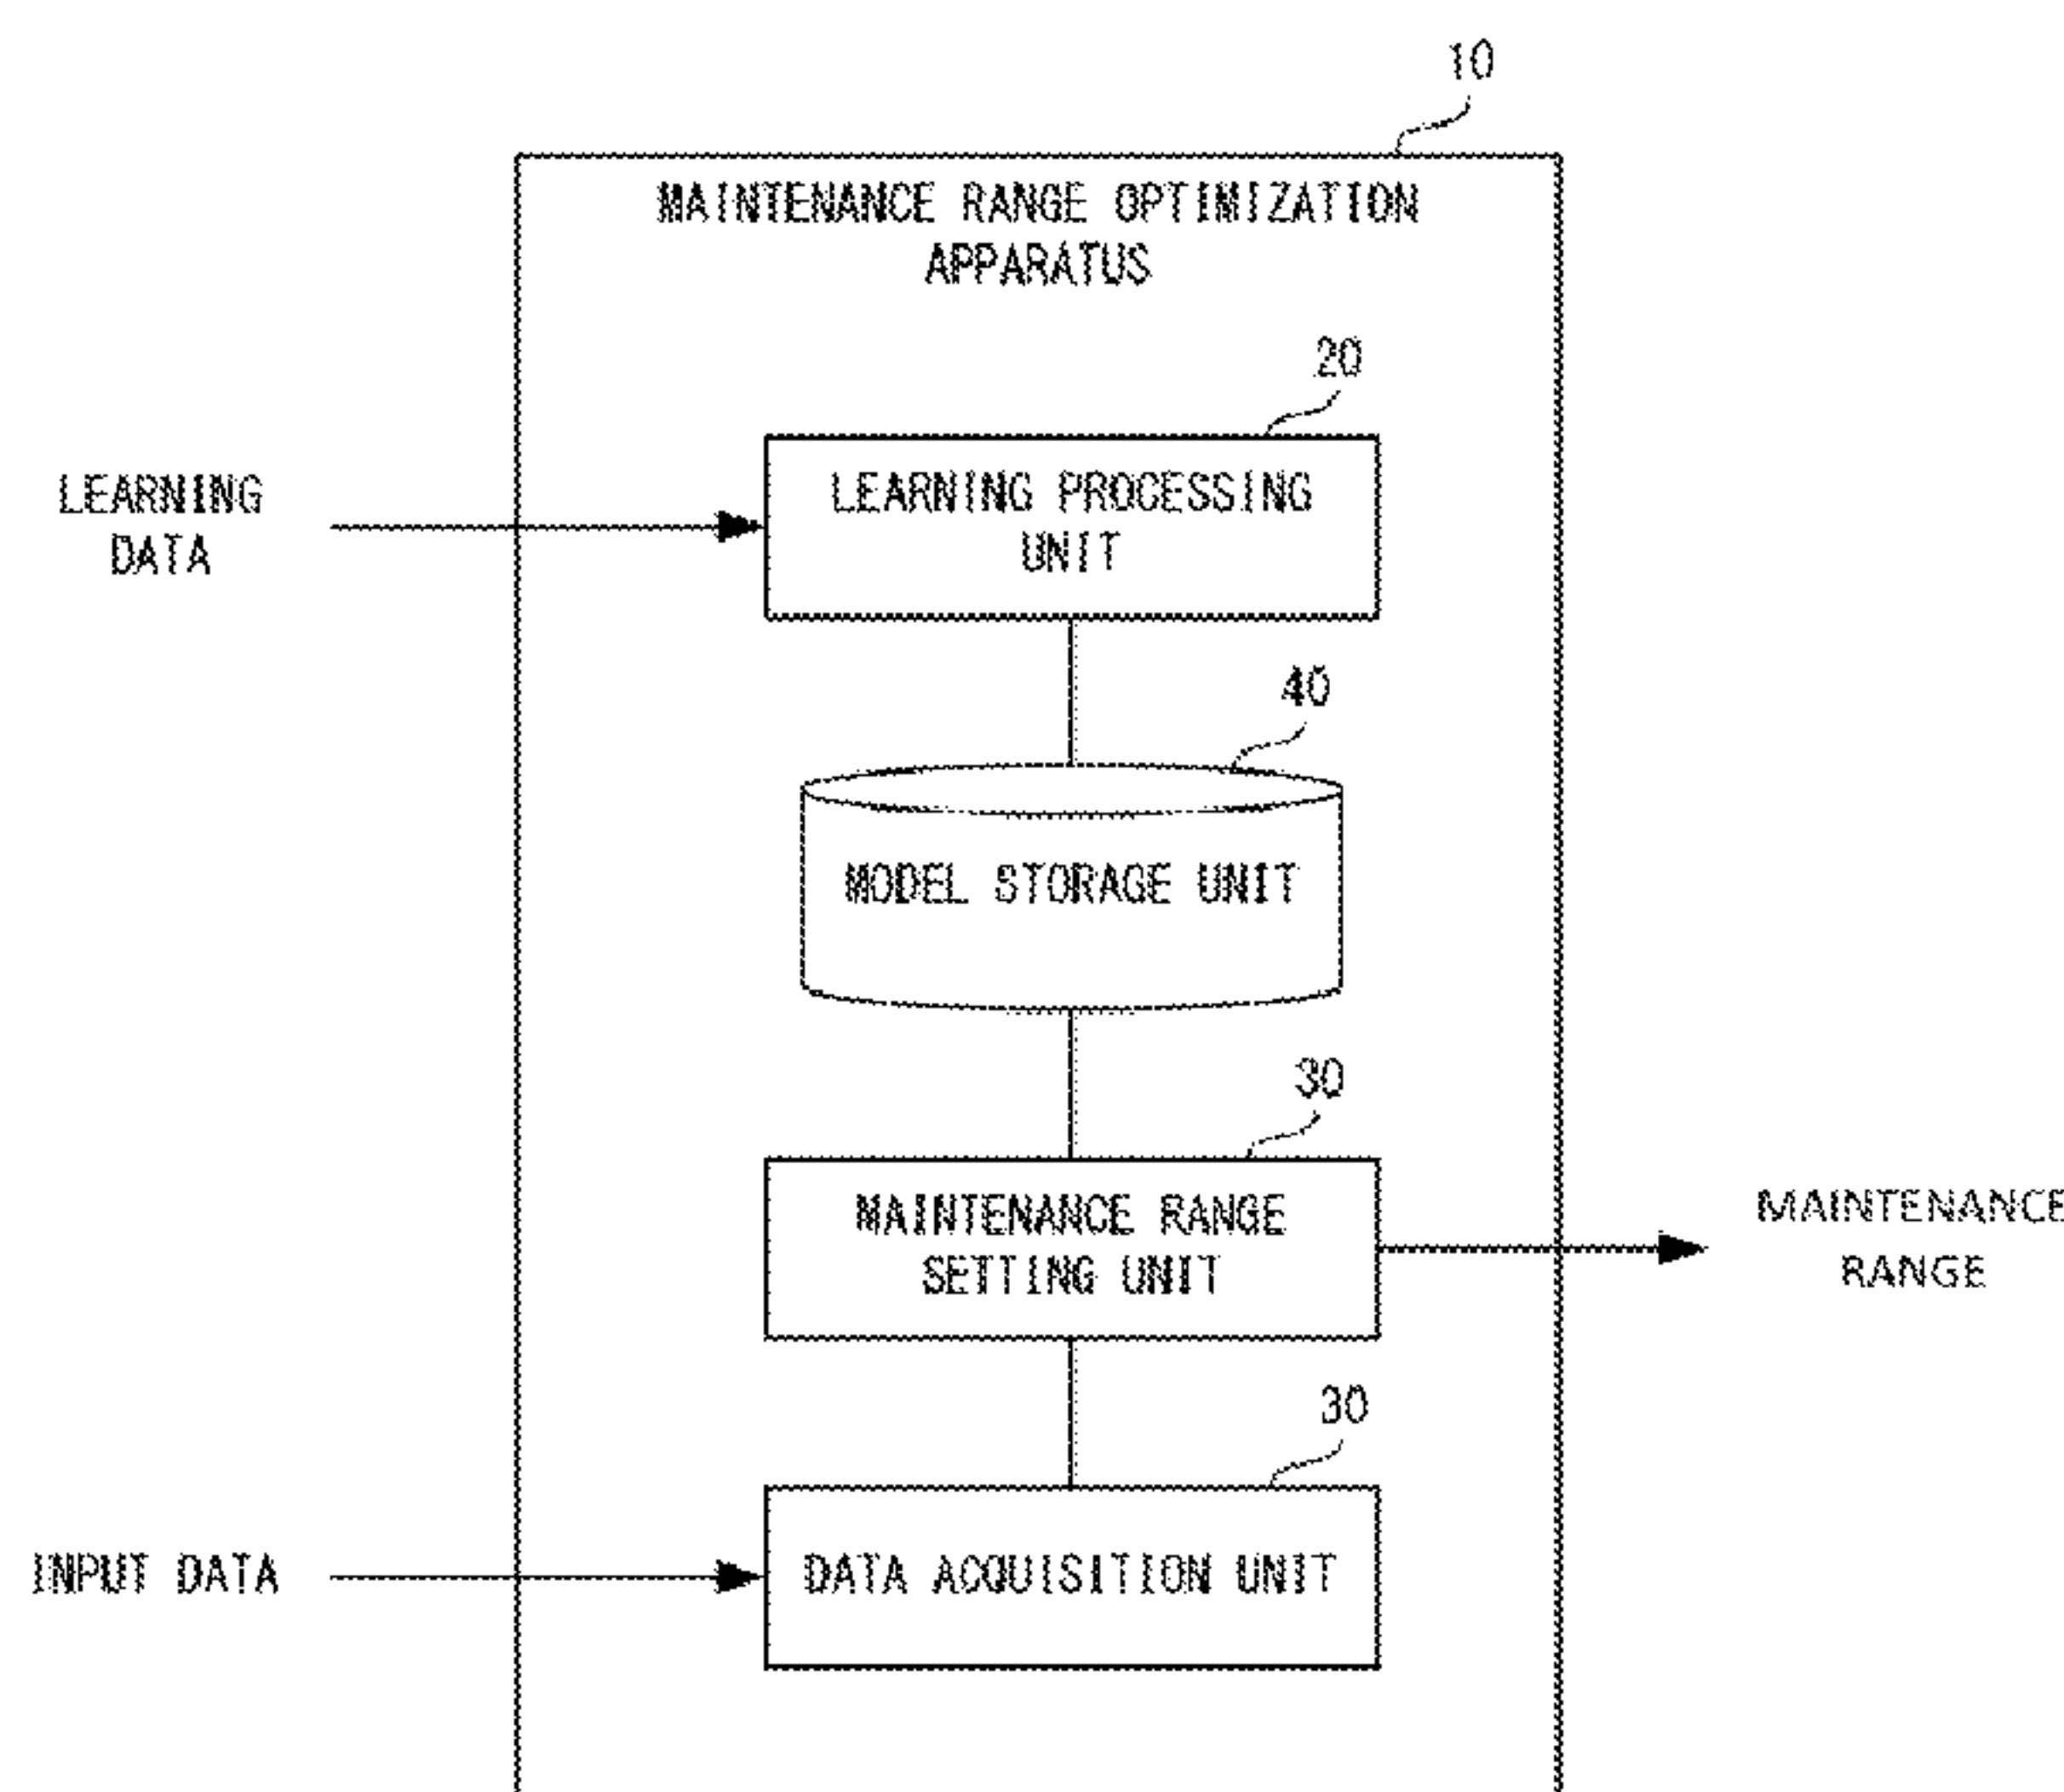 10
MAINTENANCE RANGE OPTIMIZATION
APPARATUS
20
LEARNING
DATA
LEARNING PROCESSING
UNIT
40
MODEL STORAGE UNIT
30
MAINTENANCE RANGE
SETTING UNIT
MAINTENANCE
RANGE
30
INPUT DATA
DATA ACQUISITION UNIT